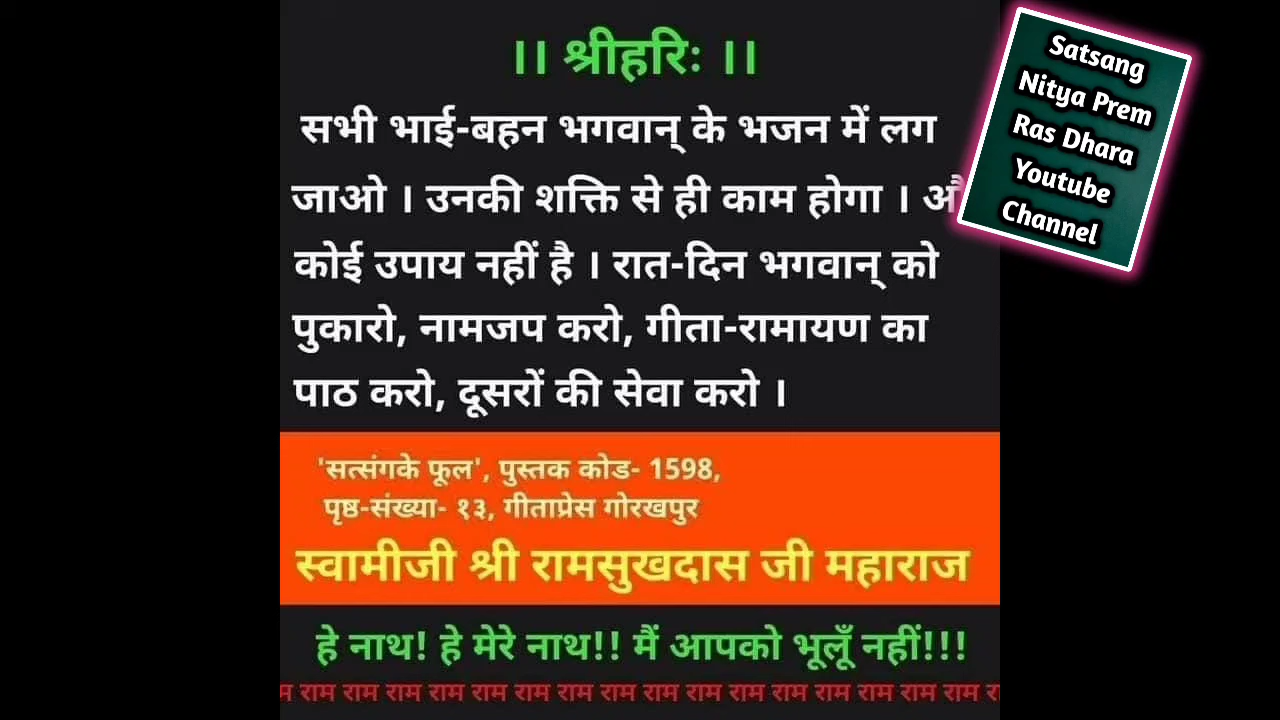 ।। श्रीहरिः ।।
सभी भाई-बहन भगवान् के भजन में लग
जाओ । उनकी शक्ति से ही काम होगा ।
कोई उपाय नहीं है । रात-दिन भगवान् को
पुकारो, नामजप करो, गीता-रामायण का
पाठ करो, दूसरों की सेवा करो ।
'सत्संगके फूल', पुस्तक कोड- 1598,
पृष्ठ-संख्या- १३, गीताप्रेस गोरखपुर
स्वामीजी श्री रामसुखदास जी महाराज
हे नाथ! हे मेरे नाथ!! मैं आपको भूलूँ नहीं!!!
राम राम राम राम राम राम राम राम राम राम राम राम राम राम राम राम
Satsang
Nitya Prem
Ras Dhara
Youtube
Channel